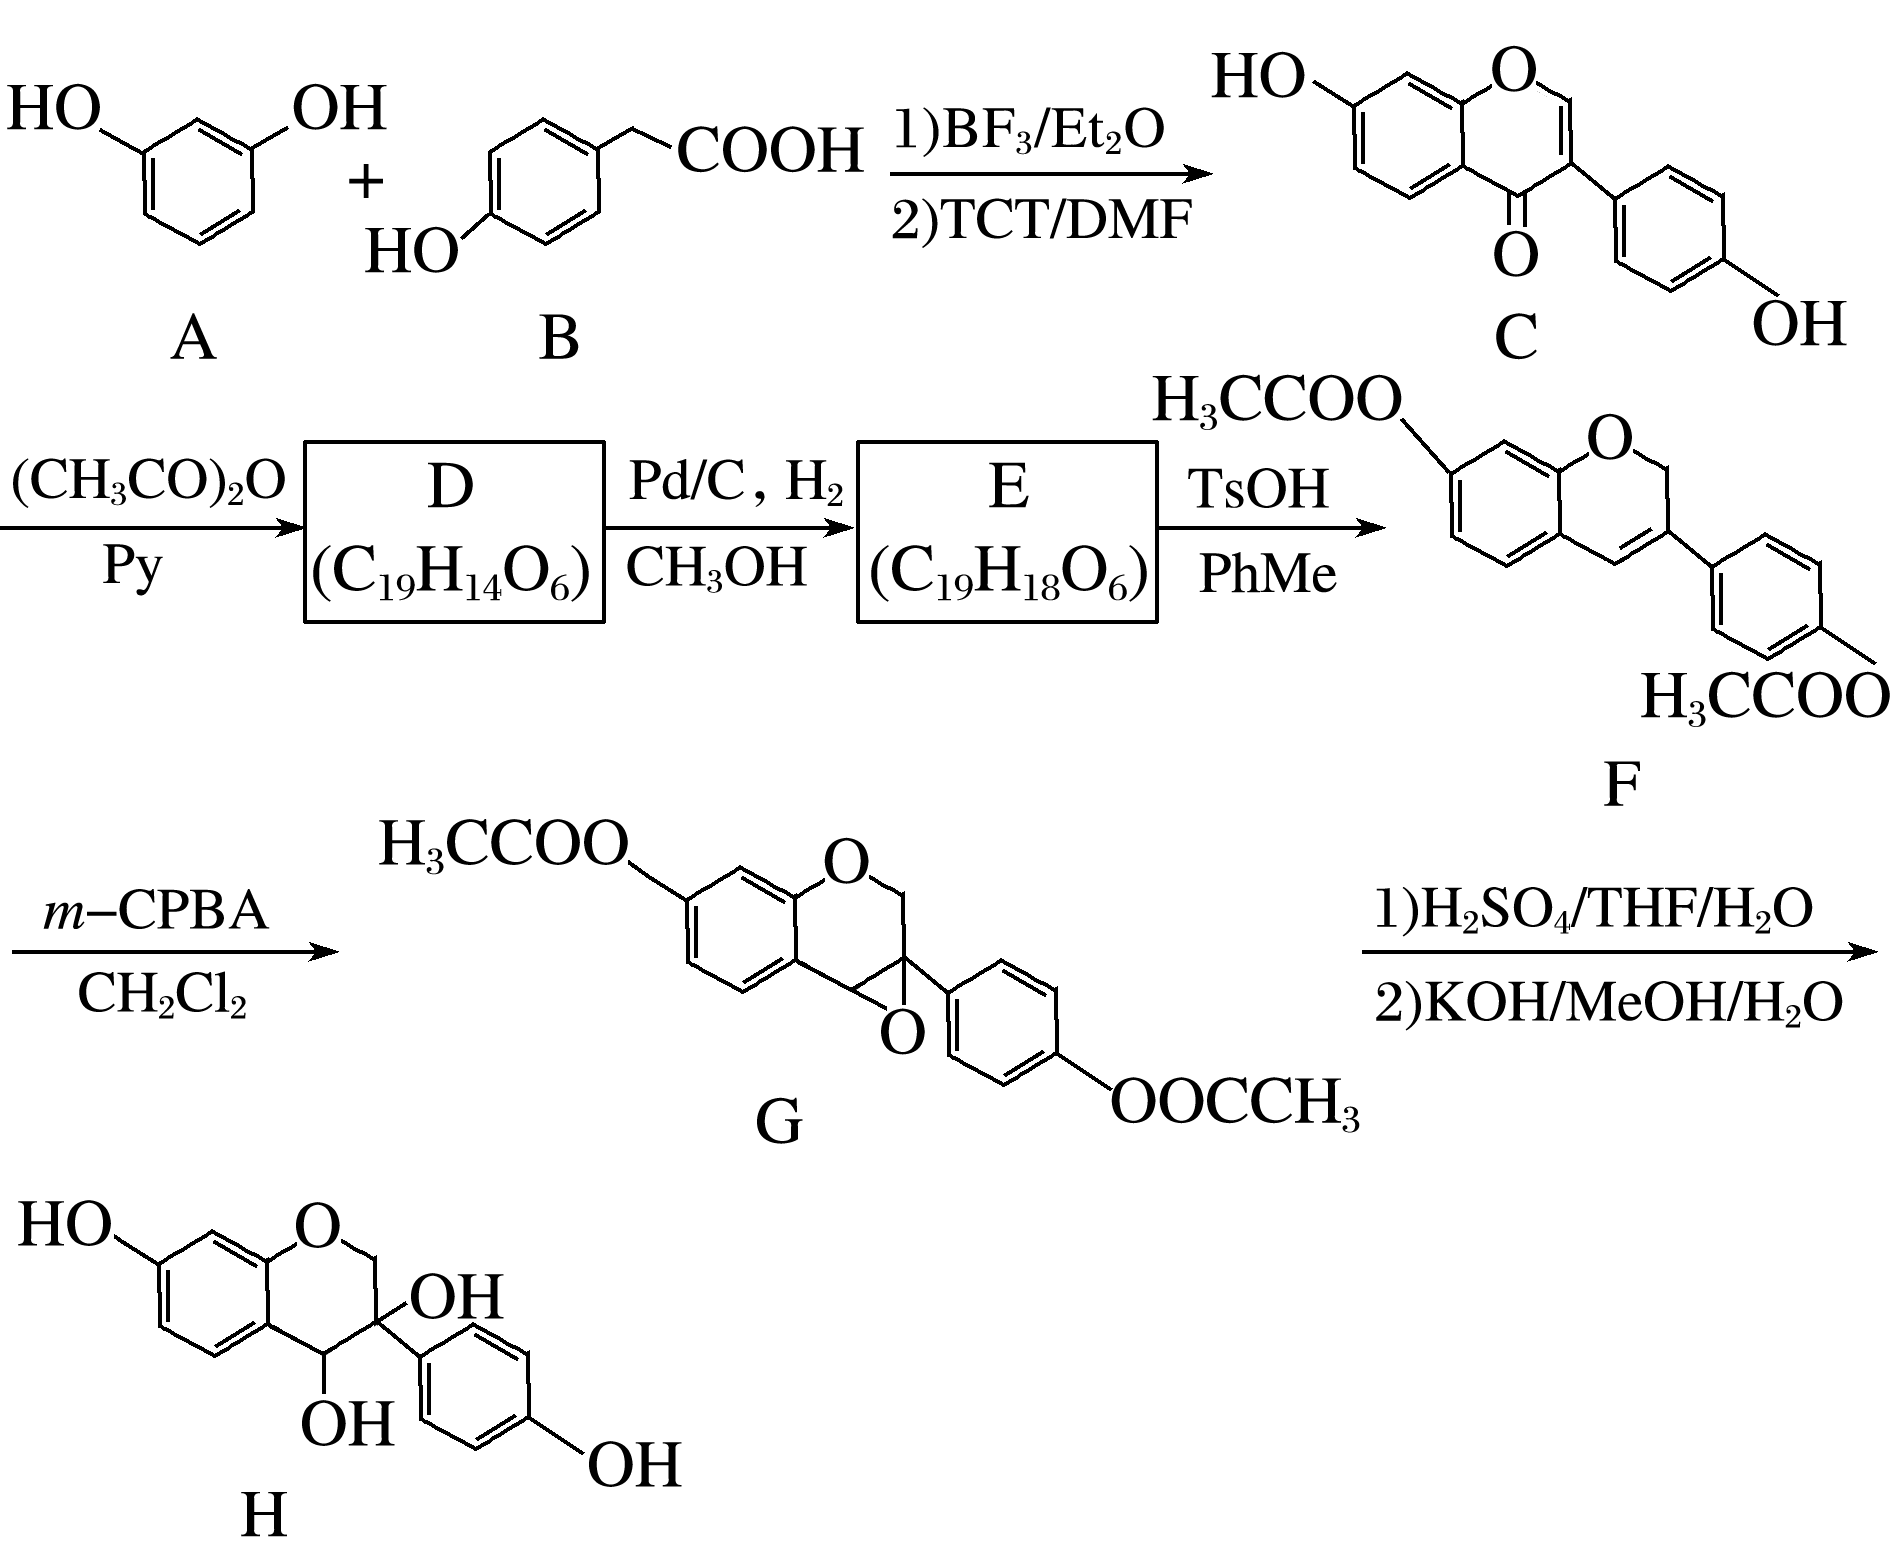 HO OH + HO COOH 1)BF₃/Et₂O 2)TCT/DMF HO O O OH
A B C
(CH₃CO)₂O Py D (C₁₉H₁₄O₆) Pd/C, H₂ CH₃OH E (C₁₉H₁₈O₆) TsOH PhMe H₃CCOO O H₃CCOO
F
m–CPBA CH₂Cl₂ H₃CCOO O O OOCCH₃ 1)H₂SO₄/THF/H₂O 2)KOH/MeOH/H₂O
G
HO O OH OH OH
H